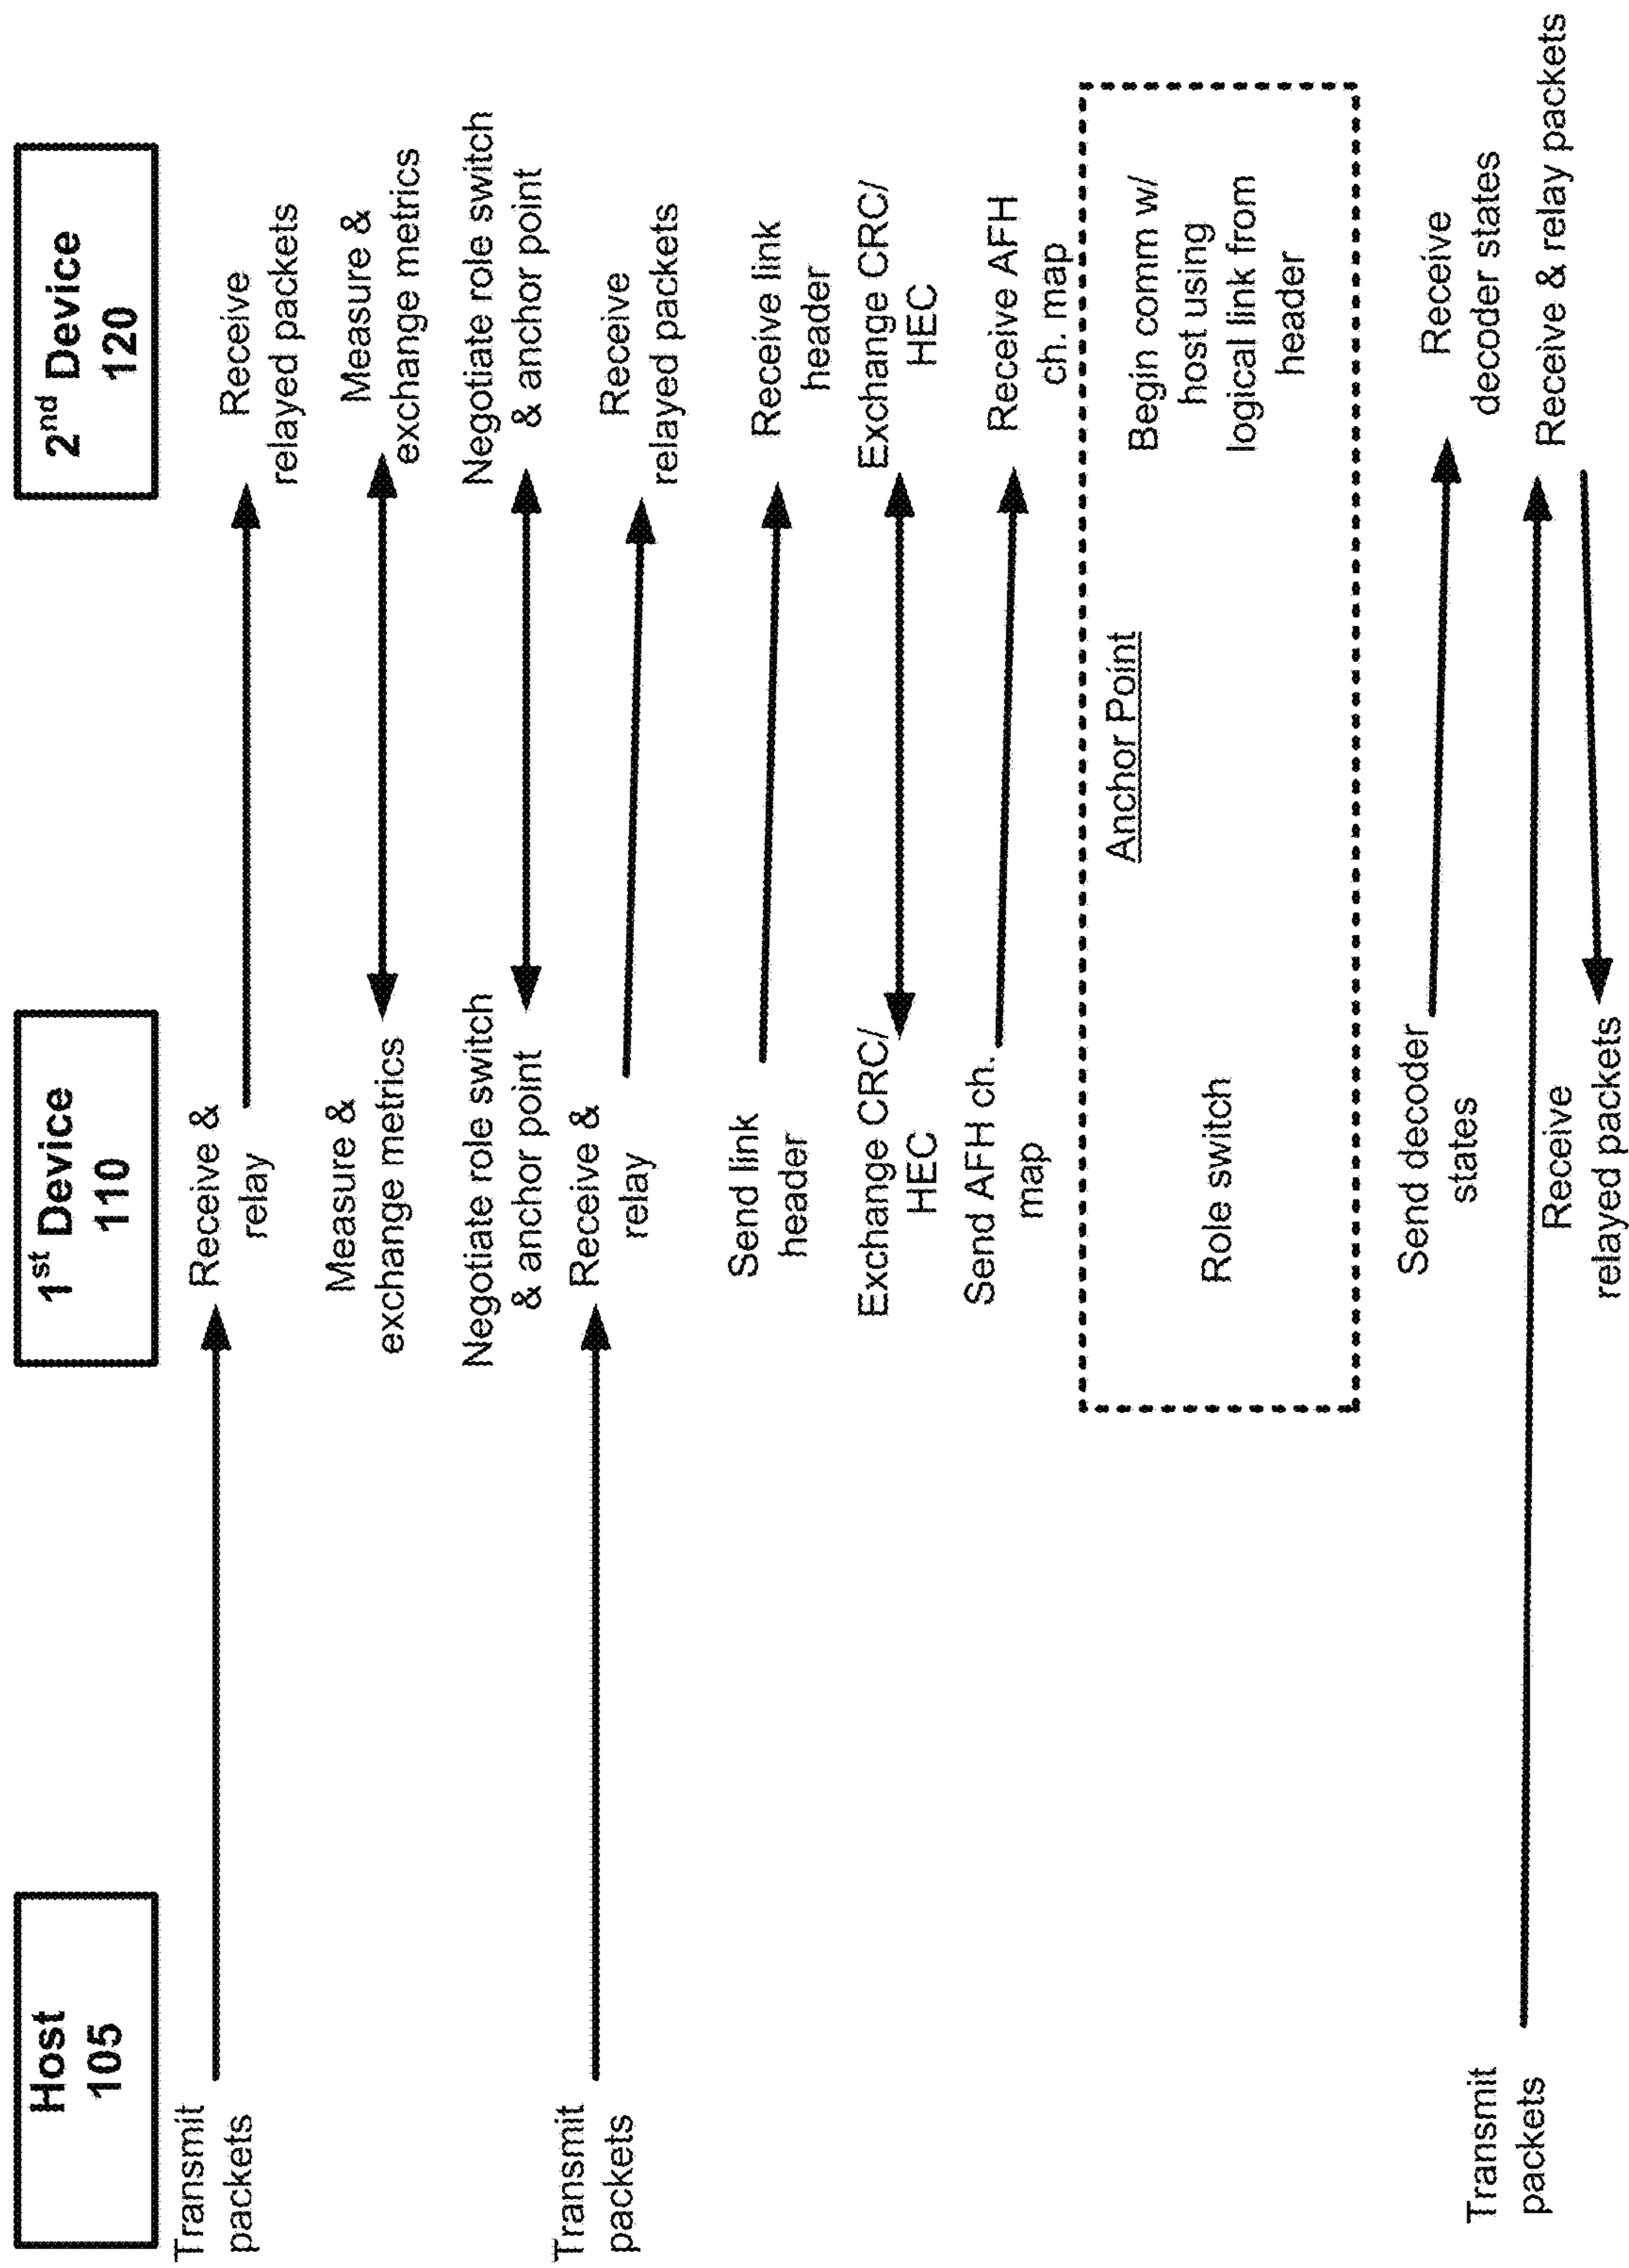 Host
105
1st Device
110
2nd Device
120
Transmit
packets
Receive &
relay
Receive
relayed packets
Measure &
exchange metrics
Measure &
exchange metrics
Negotiate role switch
& anchor point
Negotiate role switch
& anchor point
Transmit
packets
Receive &
relay
Receive
relayed packets
Send link
header
Receive link
header
Exchange CRC/
HEC
Exchange CRC/
HEC
Send AFH ch.
map
Receive AFH
ch. map
Anchor Point
Role switch
Begin comm w/
host using
logical link from
header
Send decoder
states
Receive
decoder states
Transmit
packets
Receive & relay packets
Receive
relayed packets